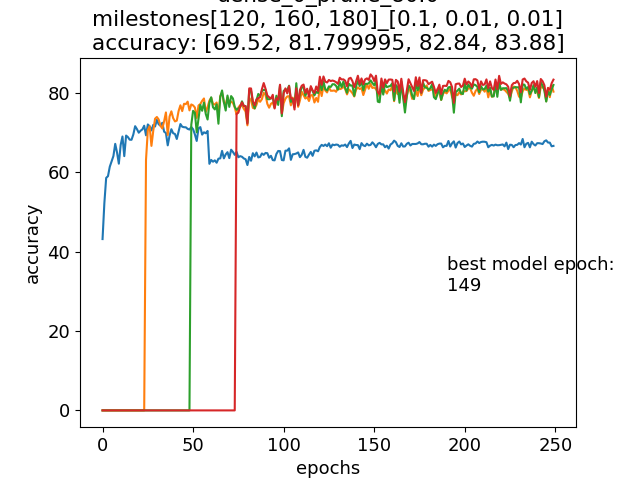 milestones[120, 160, 180]_[0.1, 0.01, 0.01]
accuracy: [69.52, 81.799995, 82.84, 83.88]
80
60
40
20
0
accuracy
best model epoch:
149
0 50 100 150 200 250
epochs